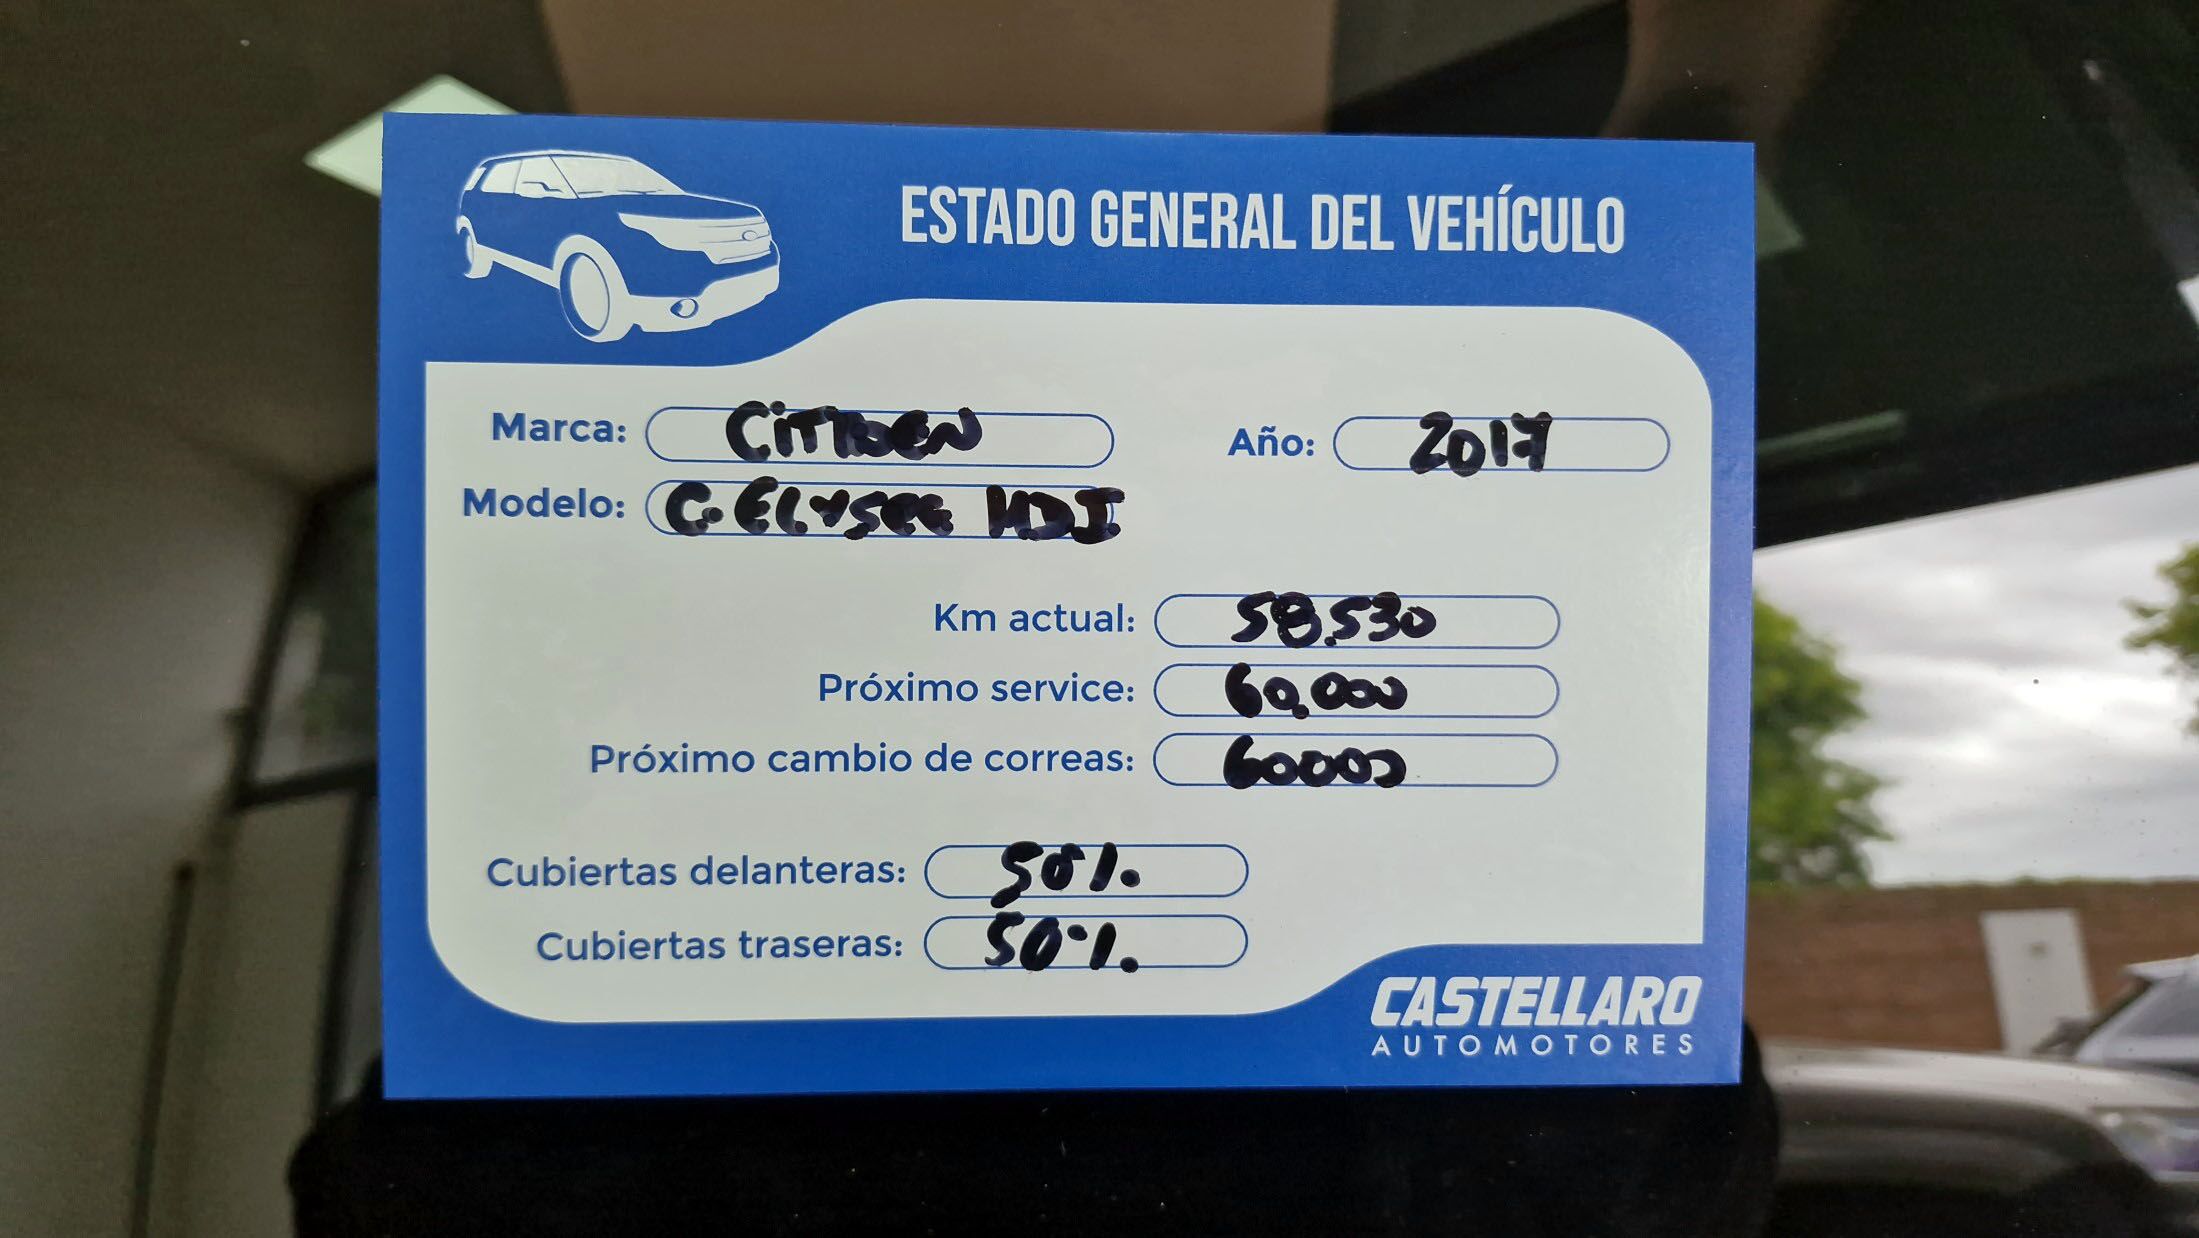 ESTADO GENERAL DEL VEHÍCULO
Marca: CiTROEN
Año: 2017
Modelo: C. ELYSEE HDI
Km actual: 58.530
Próximo service: 60.000
Próximo cambio de correas: 60000
Cubiertas delanteras: 50%
Cubiertas traseras: 50%
CASTELLARO
AUTOMOTORES